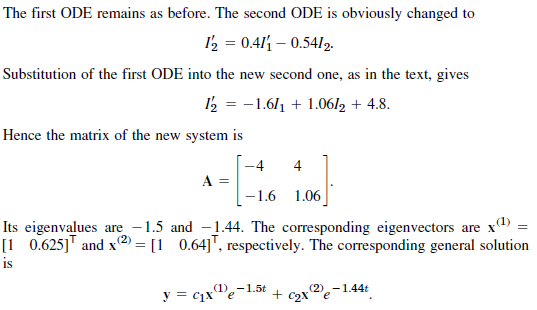 The first ODE remains as before. The second ODE is obviously changed to
I′₂ = 0.4I′₁ − 0.54I₂.
Substitution of the first ODE into the new second one, as in the text, gives
I′₂ = −1.6I₁ + 1.06I₂ + 4.8.
Hence the matrix of the new system is
A = [ −4 4
−1.6 1.06 ].
Its eigenvalues are −1.5 and −1.44. The corresponding eigenvectors are x⁽¹⁾ =
[1 0.625]ᵀ and x⁽²⁾ = [1 0.64]ᵀ, respectively. The corresponding general solution
is
y = c₁x⁽¹⁾e⁻¹·⁵ᵗ + c₂x⁽²⁾e⁻¹·⁴⁴ᵗ.